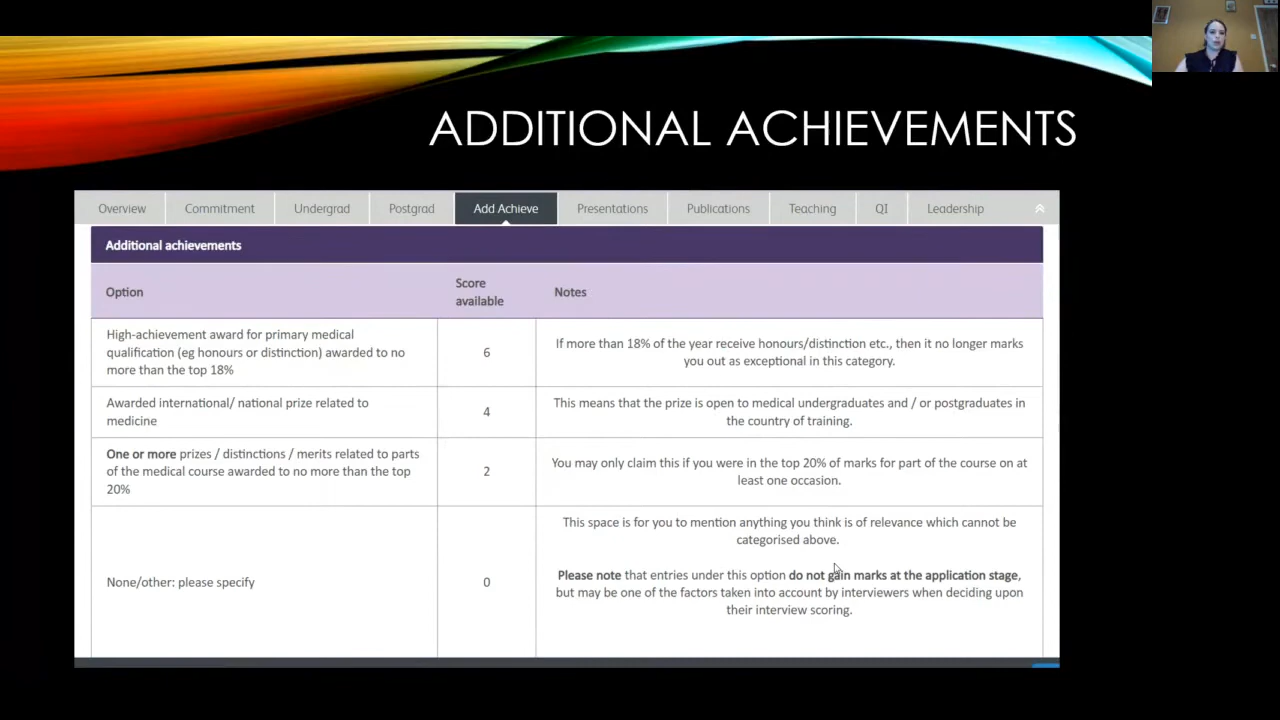 ADDITIONAL ACHIEVEMENTS
Overview Commitment Undergrad Postgrad Add Achieve Presentations Publications Teaching QI Leadership
Additional achievements
Option
Score
available
Notes
High-achievement award for primary medical
qualification (eg honours or distinction) awarded to no
more than the top 18%
6
If more than 18% of the year receive honours/distinction etc., then it no longer marks
you out as exceptional in this category.
Awarded international/ national prize related to
medicine
4
This means that the prize is open to medical undergraduates and / or postgraduates in
the country of training.
One or more prizes / distinctions / merits related to parts
of the medical course awarded to no more than the top
20%
2
You may only claim this if you were in the top 20% of marks for part of the course on at
least one occasion.
None/other: please specify
0
This space is for you to mention anything you think is of relevance which cannot be
categorised above.
Please note that entries under this option do not gain marks at the application stage,
but may be one of the factors taken into account by interviewers when deciding upon
their interview scoring.